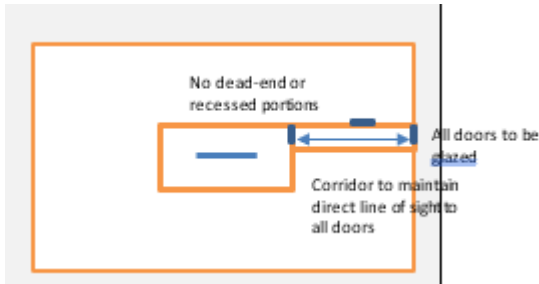 No dead-end or
recessed portions
All doors to be
glazed
Corridor to maintain
direct line of sight to
all doors